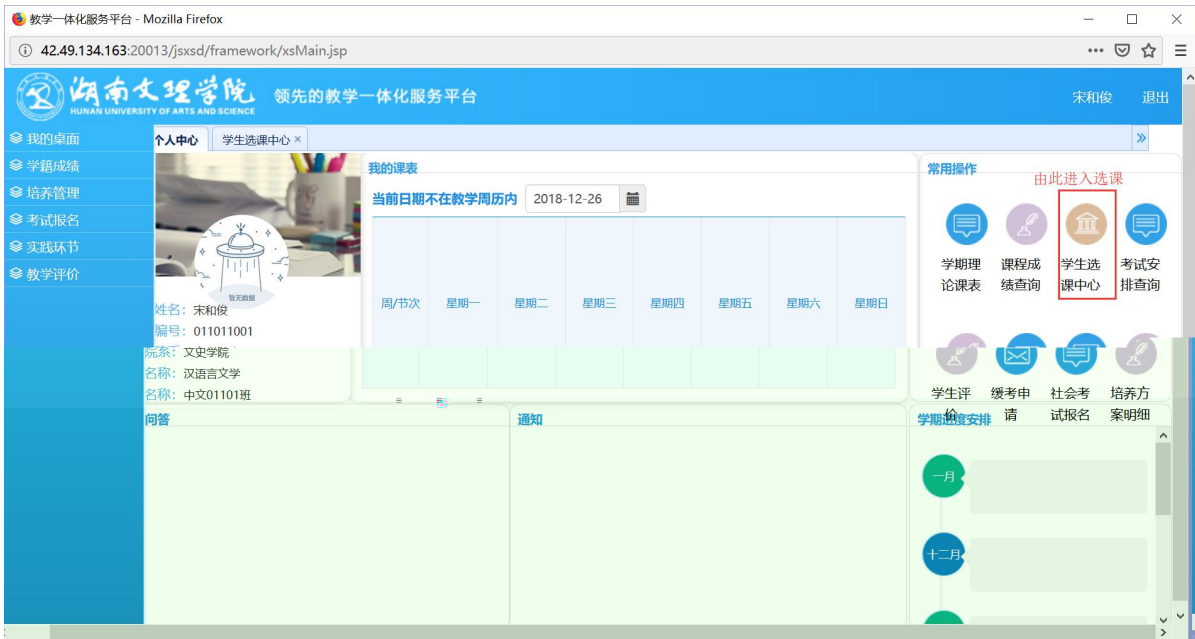 教学一体化服务平台 - Mozilla Firefox
42.49.134.163:20013/jsxsd/framework/xsMain.jsp
湖南文理学院
HUNAN UNIVERSITY OF ARTS AND SCIENCE
领先的教学一体化服务平台
宋和俊 退出
我的桌面
学籍成绩
培养管理
考试报名
实践环节
教学评价
个人中心 学生选课中心 ×
暂无数据
姓名：宋和俊
编号：011011001
院系：文史学院
名称：汉语言文学
名称：中文01101班
我的课表
当前日期不在教学周历内 2018-12-26
周/节次 星期一 星期二 星期三 星期四 星期五 星期六 星期日
常用操作
由此进入选课
学期理论课表
课程成绩查询
学生选课中心
考试安排查询
学生评价
缓考申请
社会考试报名
培养方案明细
问答
通知
学期进度安排
一月
十二月